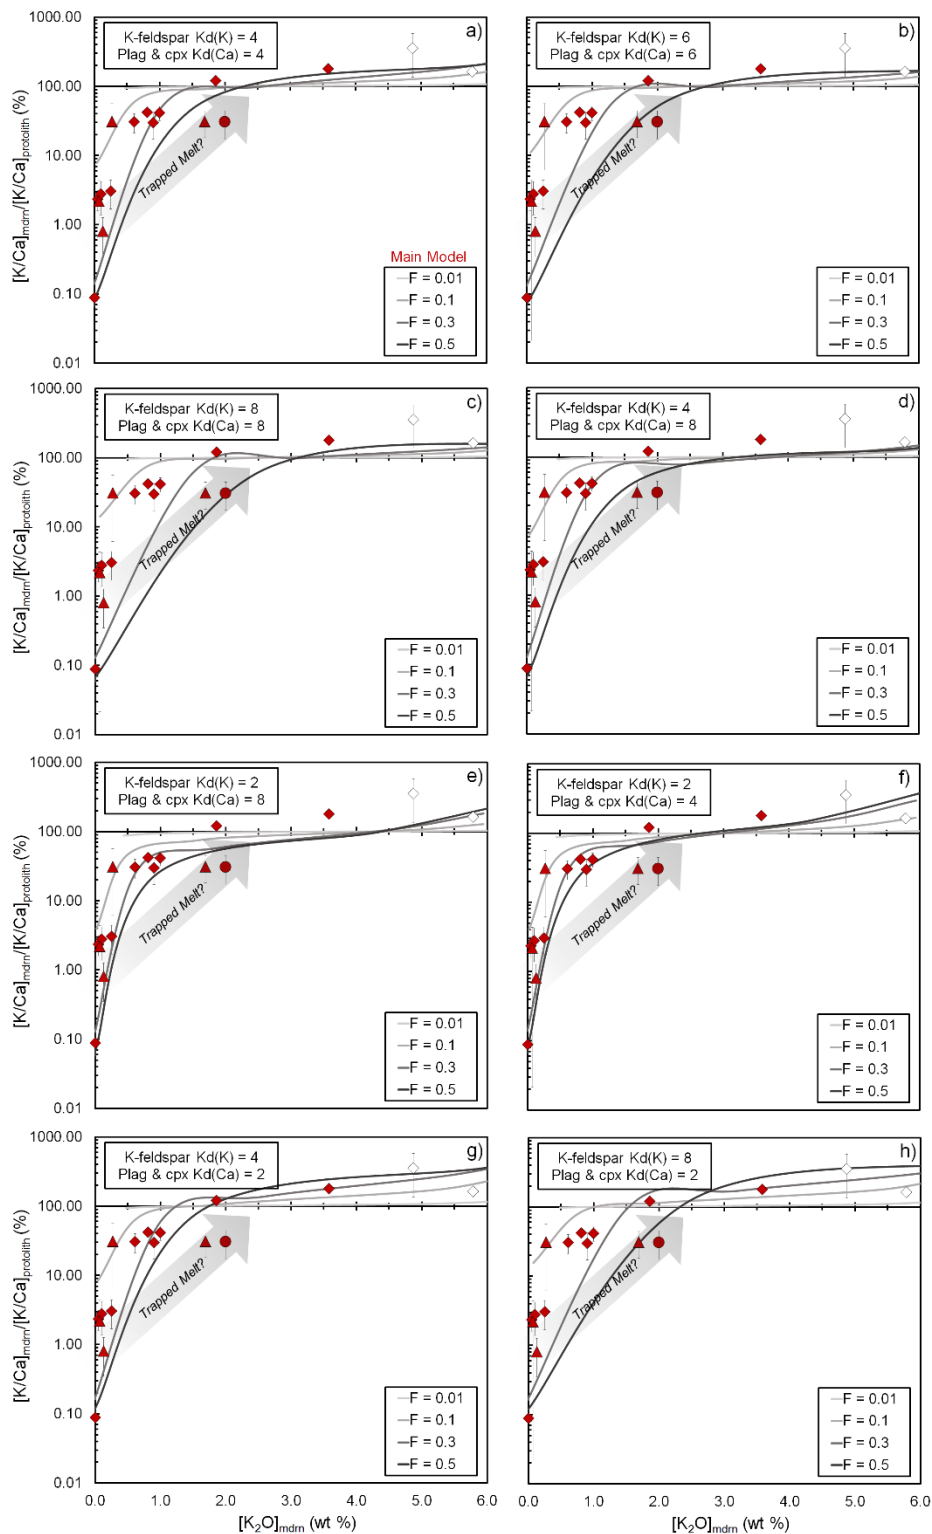 1000.00
100.00
10.00
1.00
0.10
0.01
[K/Ca]mdrn/[K/Ca]protolith (%)
K-feldspar Kd(K) = 4
Plag & cpx Kd(Ca) = 4
a)
Trapped Melt?
Main Model
F = 0.01
F = 0.1
F = 0.3
F = 0.5
K-feldspar Kd(K) = 6
Plag & cpx Kd(Ca) = 6
b)
Trapped Melt?
F = 0.01
F = 0.1
F = 0.3
F = 0.5
1000.00
100.00
10.00
1.00
0.10
0.01
[K/Ca]mdrn/[K/Ca]protolith (%)
K-feldspar Kd(K) = 8
Plag & cpx Kd(Ca) = 8
c)
Trapped Melt?
F = 0.01
F = 0.1
F = 0.3
F = 0.5
K-feldspar Kd(K) = 4
Plag & cpx Kd(Ca) = 8
d)
Trapped Melt?
F = 0.01
F = 0.1
F = 0.3
F = 0.5
1000.00
100.00
10.00
1.00
0.10
0.01
[K/Ca]mdrn/[K/Ca]protolith (%)
K-feldspar Kd(K) = 2
Plag & cpx Kd(Ca) = 8
e)
Trapped Melt?
F = 0.01
F = 0.1
F = 0.3
F = 0.5
K-feldspar Kd(K) = 2
Plag & cpx Kd(Ca) = 4
f)
Trapped Melt?
F = 0.01
F = 0.1
F = 0.3
F = 0.5
1000.00
100.00
10.00
1.00
0.10
0.01
[K/Ca]mdrn/[K/Ca]protolith (%)
K-feldspar Kd(K) = 4
Plag & cpx Kd(Ca) = 2
g)
Trapped Melt?
F = 0.01
F = 0.1
F = 0.3
F = 0.5
0.0 1.0 2.0 3.0 4.0 5.0 6.0
[K2O]mdrn (wt %)
K-feldspar Kd(K) = 8
Plag & cpx Kd(Ca) = 2
h)
Trapped Melt?
F = 0.01
F = 0.1
F = 0.3
F = 0.5
0.0 1.0 2.0 3.0 4.0 5.0 6.0
[K2O]mdrn (wt %)